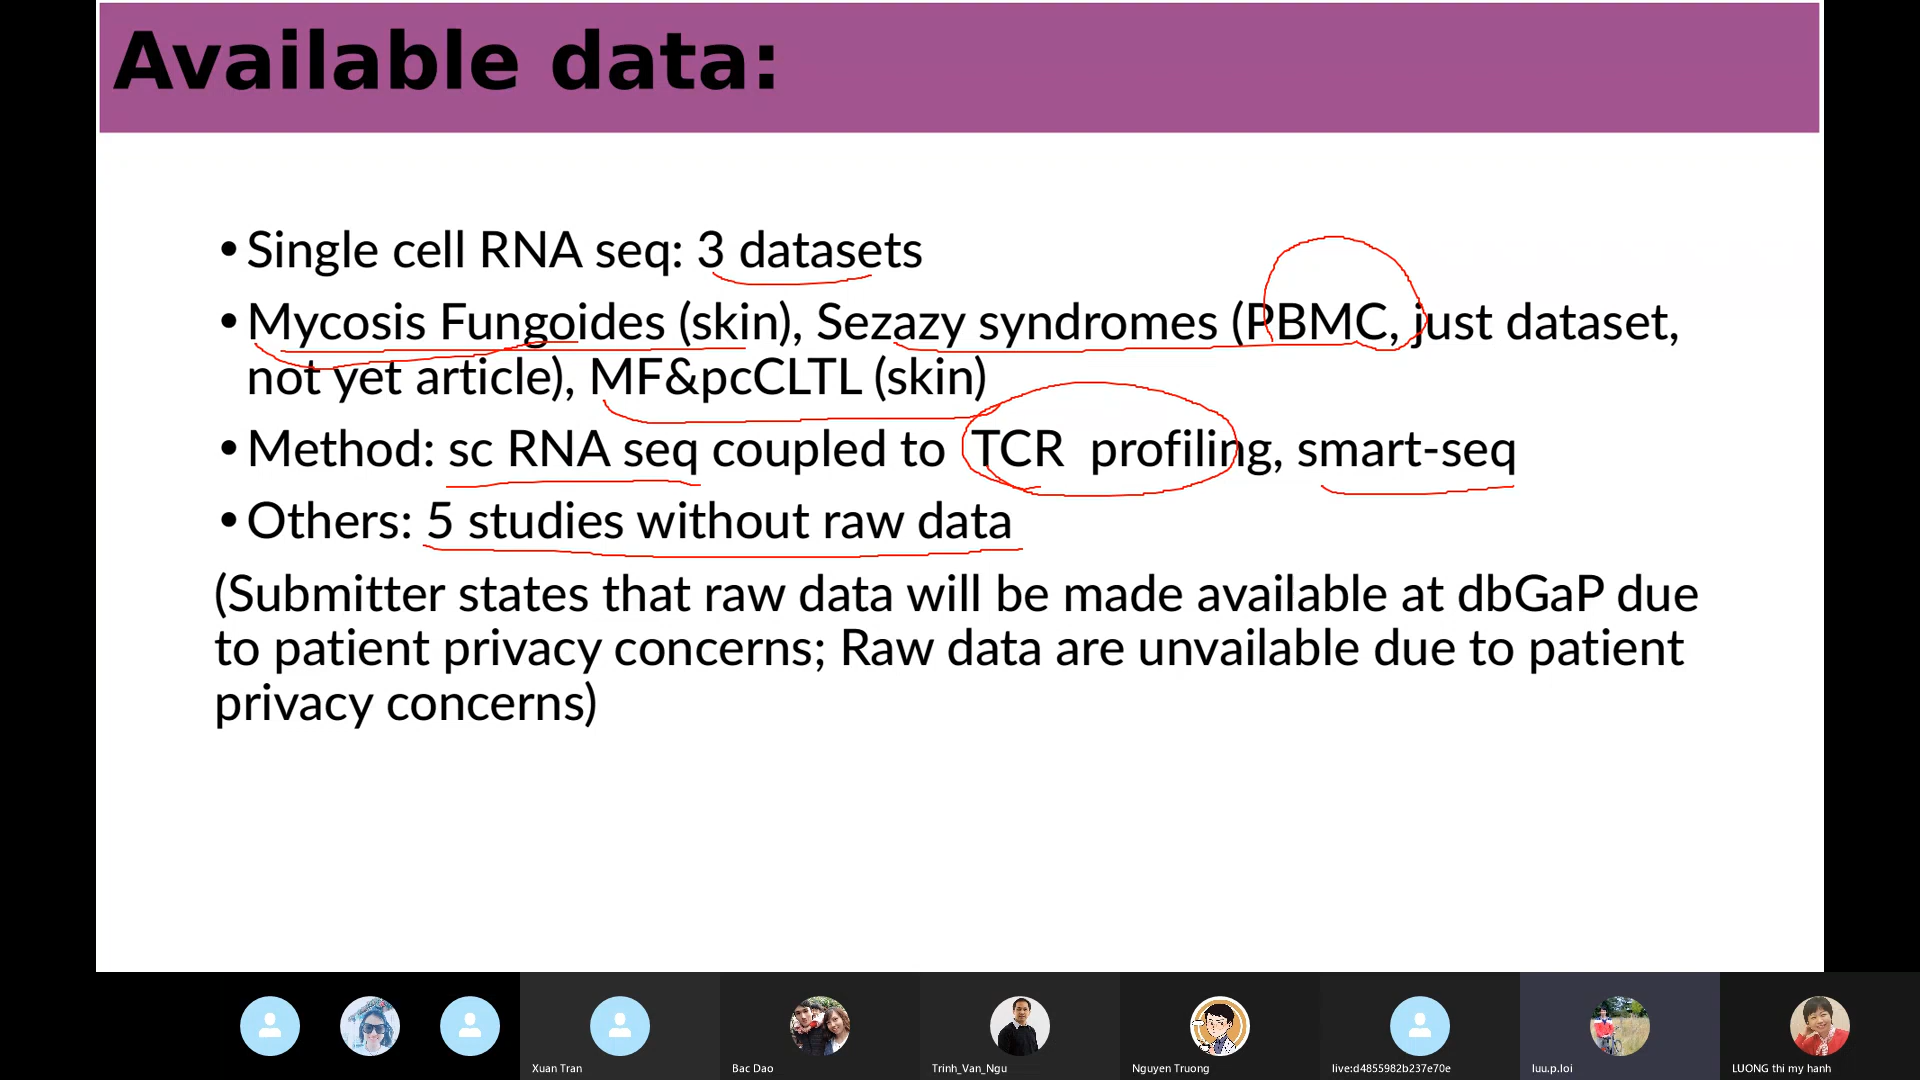 Available data:
•Single cell RNA seq: 3 datasets
•Mycosis Fungoides (skin), Sezazy syndromes (PBMC, just dataset,
not yet article), MF&pcCLTL (skin)
•Method: sc RNA seq coupled to TCR profiling, smart-seq
•Others: 5 studies without raw data
(Submitter states that raw data will be made available at dbGaP due
to patient privacy concerns; Raw data are unvailable due to patient
privacy concerns)
Xuan Tran
Bac Dao
Trinh_Van_Ngu
Nguyen Truong
live:d4855982b237e70e
luu.p.loi
LUONG thi my hanh